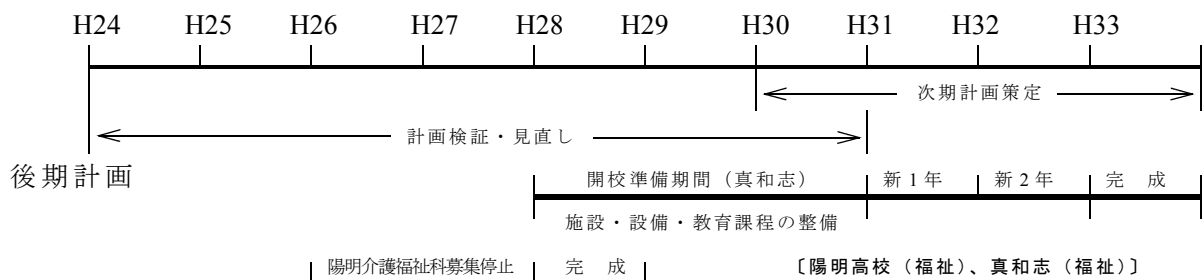 H24 H25 H26 H27 H28 H29 H30 H31 H32 H33
次期計画策定
計画検証・見直し
後期計画
開校準備期間（真和志） 新1年 新2年 完 成
施設・設備・教育課程の整備
陽明介護福祉科募集停止 完 成 〔陽明高校（福祉）、真和志（福祉）〕